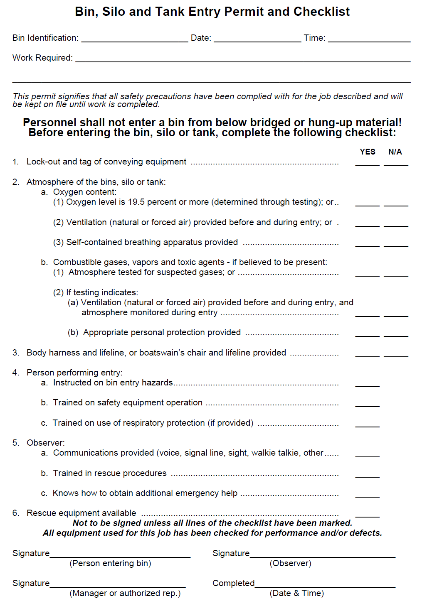 Bin, Silo and Tank Entry Permit and Checklist
Bin Identification: ____________________ Date: ____________________ Time: ____________________
Work Required: ____________________
This permit signifies that all safety precautions have been complied with for the job described and will
be kept on file until work is completed.
Personnel shall not enter a bin from below bridged or hung-up material!
Before entering the bin, silo or tank, complete the following checklist:
YES N/A
1. Lock-out and tag of conveying equipment ....................
2. Atmosphere of the bins, silo or tank:
a. Oxygen content:
(1) Oxygen level is 19.5 percent or more (determined through testing); or..
(2) Ventilation (natural or forced air) provided before and during entry; or .
(3) Self-contained breathing apparatus provided ....................
b. Combustible gases, vapors and toxic agents - if believed to be present:
(1) Atmosphere tested for suspected gases; or ....................
(2) If testing indicates:
(a) Ventilation (natural or forced air) provided before and during entry, and
atmosphere monitored during entry ....................
(b) Appropriate personal protection provided ....................
3. Body harness and lifeline, or boatswain's chair and lifeline provided ....................
4. Person performing entry:
a. Instructed on bin entry hazards....................
b. Trained on safety equipment operation ....................
c. Trained on use of respiratory protection (if provided) ....................
5. Observer:
a. Communications provided (voice, signal line, sight, walkie talkie, other......
b. Trained in rescue procedures ....................
c. Knows how to obtain additional emergency help ....................
6. Rescue equipment available ....................
Not to be signed unless all lines of the checklist have been marked.
All equipment used for this job has been checked for performance and/or defects.
Signature____________________ Signature____________________
(Person entering bin) (Observer)
Signature____________________ Completed____________________
(Manager or authorized rep.) (Date & Time)